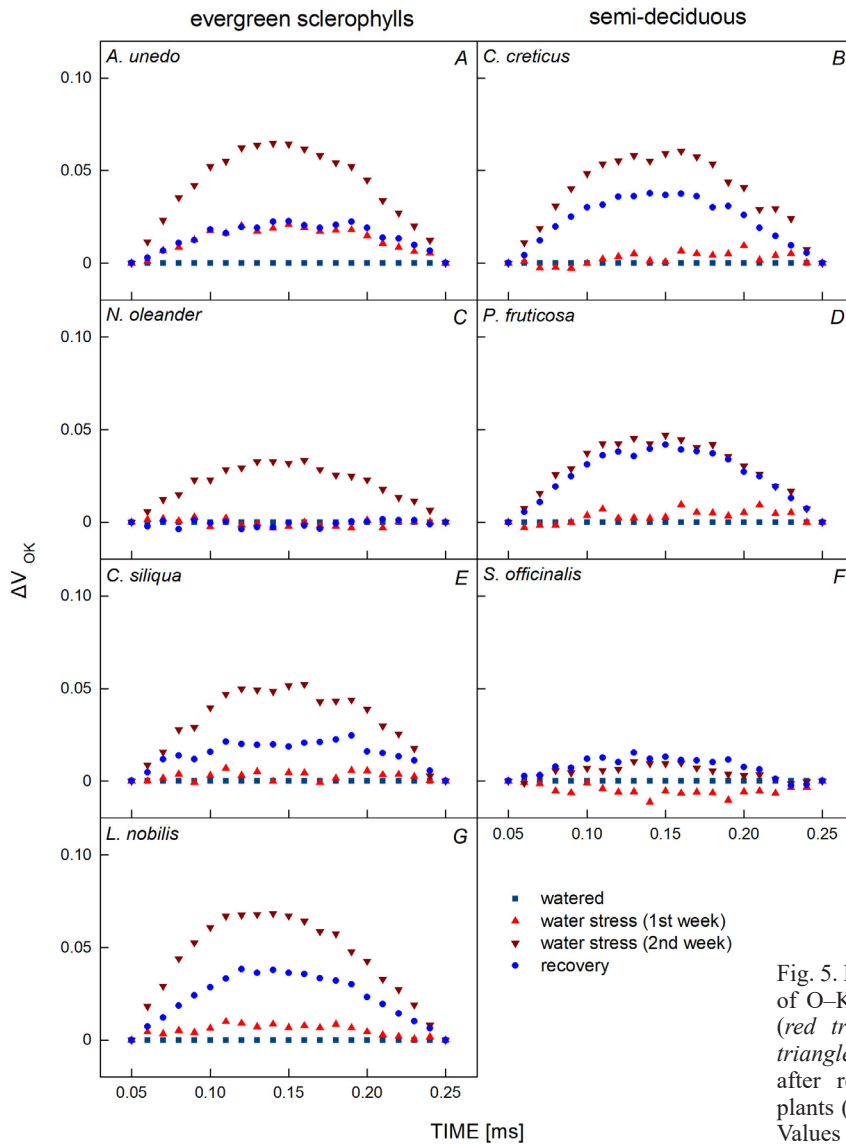 evergreen sclerophylls semi-deciduous
A. unedo A C. creticus B
0.10
0.05
0
N. oleander C P. fruticosa D
0.10
0.05
0
C. siliqua E S. officinalis F
0.10
0.05
0
0.05 0.10 0.15 0.20 0.25
L. nobilis G
0.10
0.05
0
0.05 0.10 0.15 0.20 0.25
ΔV OK
TIME [ms]
watered
water stress (1st week)
water stress (2nd week)
recovery
Fig. 5.
of O–K
(red tr
triangle
after re
plants (
Values